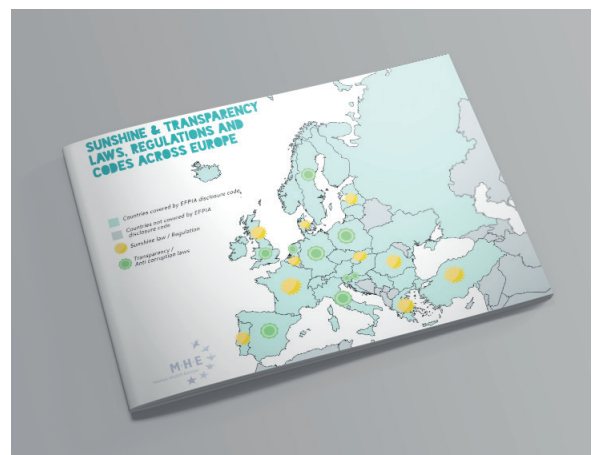 SUNSHINE & TRANSPARENCY
LAWS, REGULATIONS AND
CODES ACROSS EUROPE
Countries covered by EFPIA disclosure code,
Countries not covered by EFPIA
disclosure code
Sunshine law / Regulation
Transparency /
Anti corruption laws
MHE